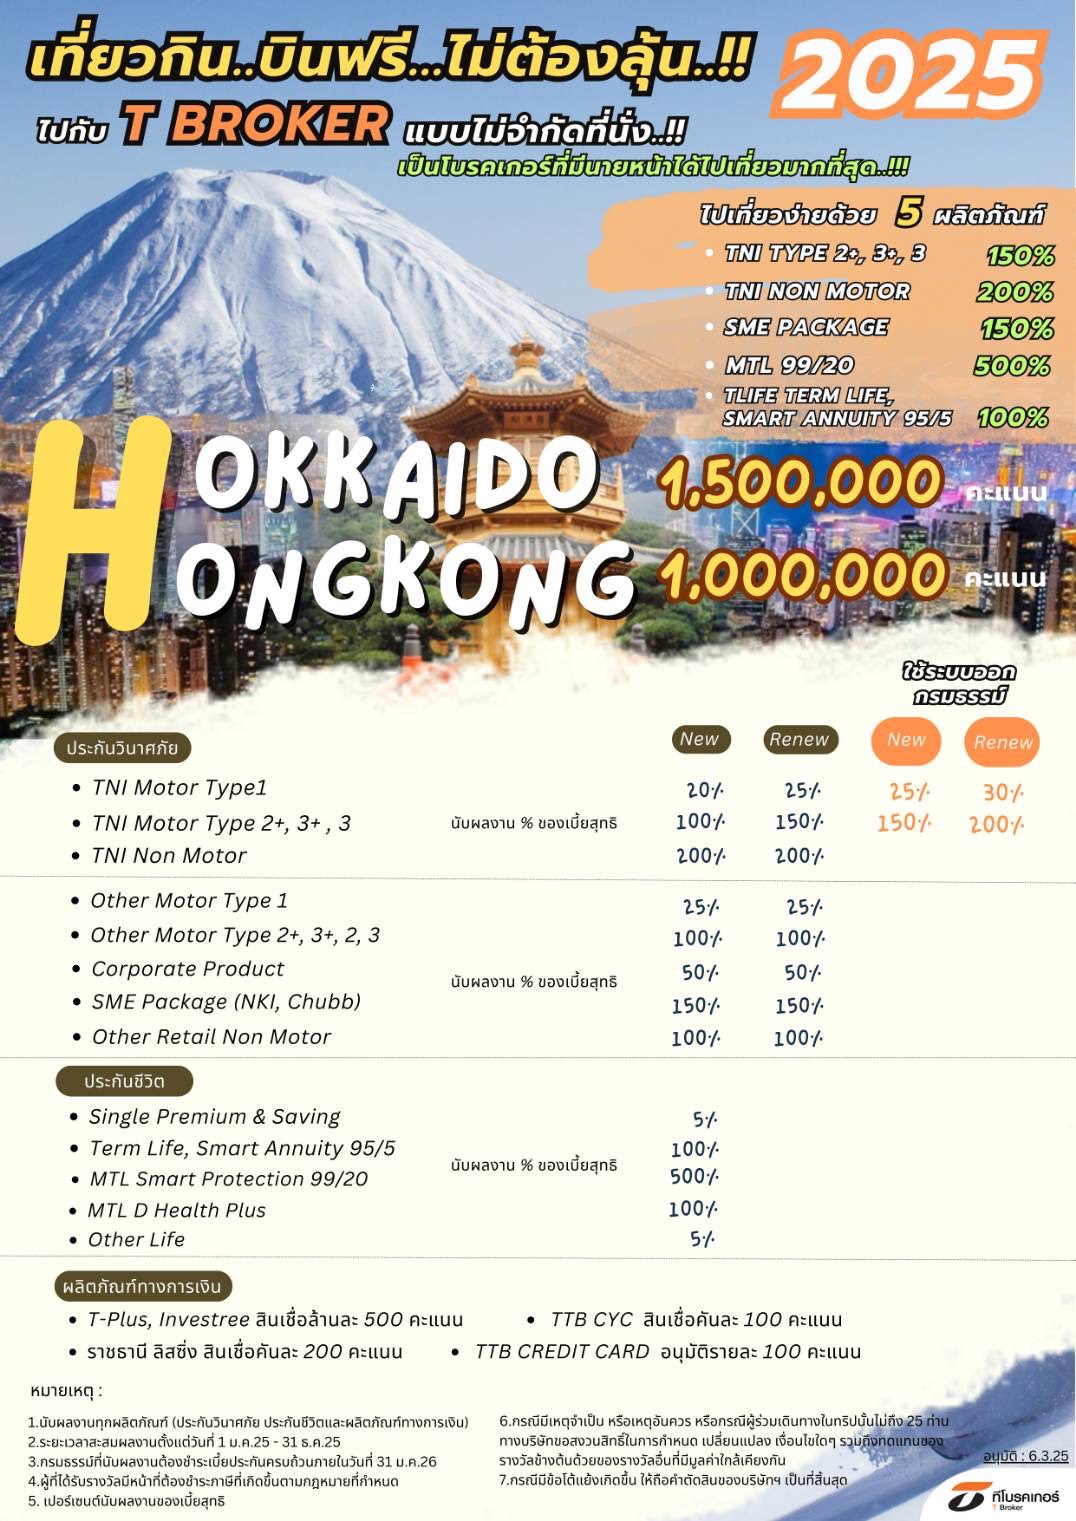 เที่ยวกิน..บินฟรี...ไม่ต้องลุ้น..!!
2025
ไปกับ T BROKER แบบไม่จำกัดที่นั่ง..!!
เป็นโบรคเกอร์ที่มีนายหน้าได้ไปเที่ยวมากที่สุด..!!!
ไปเที่ยวง่ายด้วย 5 ผลิตภัณฑ์
• TNI TYPE 2+, 3+, 3 150%
• TNI NON MOTOR 200%
• SME PACKAGE 150%
• MTL 99/20 500%
• TLIFE TERM LIFE,
SMART ANNUITY 95/5 100%
HOKKAIDO 1,500,000 คะแนน
HONGKONG 1,000,000 คะแนน
ใช้ระบบออก
กรมธรรม์
ประกันวินาศภัย New Renew New Renew
• TNI Motor Type1 20% 25% 25% 30%
• TNI Motor Type 2+, 3+ , 3 นับผลงาน % ของเบี้ยสุทธิ 100% 150% 150% 200%
• TNI Non Motor 200% 200%
• Other Motor Type 1 25% 25%
• Other Motor Type 2+, 3+, 2, 3 100% 100%
• Corporate Product นับผลงาน % ของเบี้ยสุทธิ 50% 50%
• SME Package (NKI, Chubb) 150% 150%
• Other Retail Non Motor 100% 100%
ประกันชีวิต
• Single Premium & Saving 5%
• Term Life, Smart Annuity 95/5 นับผลงาน % ของเบี้ยสุทธิ 100%
• MTL Smart Protection 99/20 500%
• MTL D Health Plus 100%
• Other Life 5%
ผลิตภัณฑ์ทางการเงิน
• T-Plus, Investree สินเชื่อล้านละ 500 คะแนน • TTB CYC สินเชื่อคันละ 100 คะแนน
• ราชธานี ลิสซิ่ง สินเชื่อคันละ 200 คะแนน • TTB CREDIT CARD อนุมัติรายละ 100 คะแนน
หมายเหตุ :
1.นับผลงานทุกผลิตภัณฑ์ (ประกันวินาศภัย ประกันชีวิตและผลิตภัณฑ์ทางการเงิน)
2.ระยะเวลาสะสมผลงานตั้งแต่วันที่ 1 ม.ค.25 - 31 ธ.ค.25
3.กรมธรรม์ที่นับผลงานต้องชำระเบี้ยประกันครบถ้วนภายในวันที่ 31 ม.ค.26
4.ผู้ที่ได้รับรางวัลมีหน้าที่ต้องชำระภาษีที่เกิดขึ้นตามกฎหมายที่กำหนด
5. เปอร์เซนต์นับผลงานของเบี้ยสุทธิ
6.กรณีมีเหตุจำเป็น หรือเหตุอันควร หรือกรณีผู้ร่วมเดินทางในทริปนั้นไม่ถึง 25 ท่าน
ทางบริษัทขอสงวนสิทธิ์ในการกำหนด เปลี่ยนแปลง เงื่อนไขใดๆ รวมถึงทดแทนของ
รางวัลข้างต้นด้วยของรางวัลอื่นที่มีมูลค่าใกล้เคียงกัน
7.กรณีมีข้อโต้แย้งเกิดขึ้น ให้ถือคำตัดสินของบริษัทฯ เป็นที่สิ้นสุด
อนุมัติ : 6.3.25
ทีโบรคเกอร์
T Broker